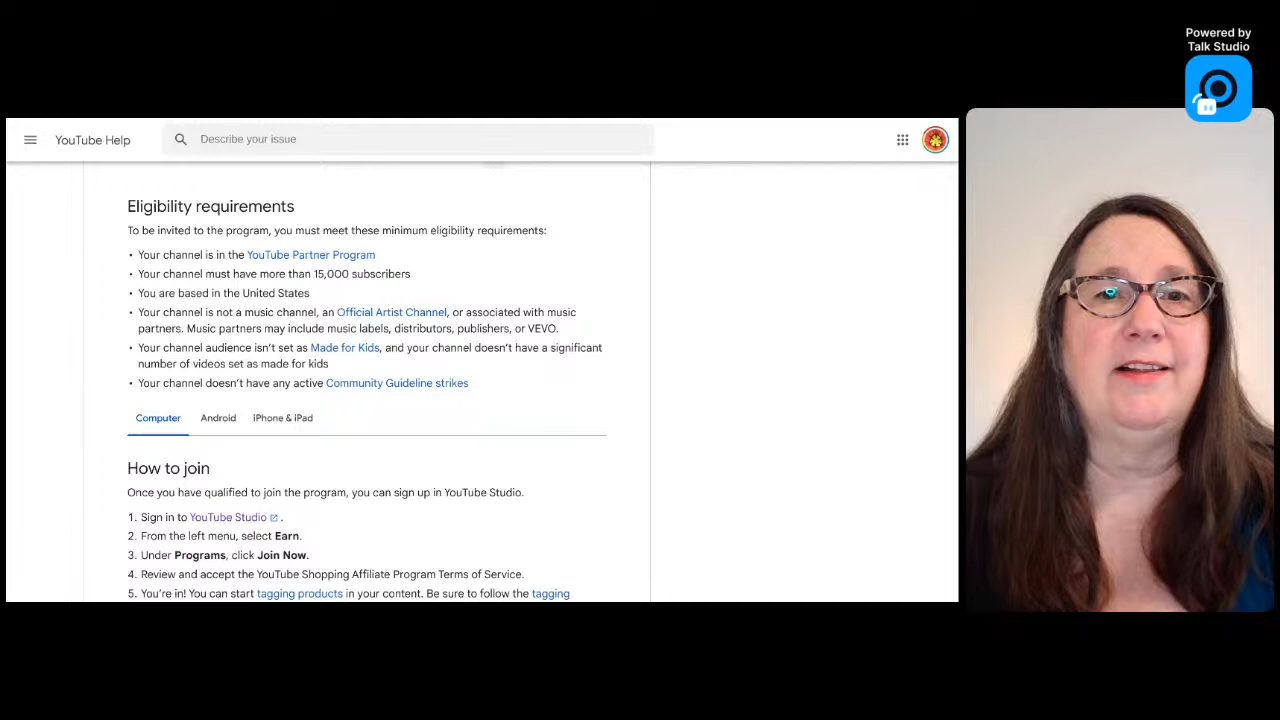 Powered by
Talk Studio
YouTube Help
Describe your issue
Eligibility requirements
To be invited to the program, you must meet these minimum eligibility requirements:
• Your channel is in the YouTube Partner Program
• Your channel must have more than 15,000 subscribers
• You are based in the United States
• Your channel is not a music channel, an Official Artist Channel, or associated with music
partners. Music partners may include music labels, distributors, publishers, or VEVO.
• Your channel audience isn't set as Made for Kids, and your channel doesn't have a significant
number of videos set as made for kids
• Your channel doesn't have any active Community Guideline strikes
Computer Android iPhone & iPad
How to join
Once you have qualified to join the program, you can sign up in YouTube Studio.
1. Sign in to YouTube Studio .
2. From the left menu, select Earn.
3. Under Programs, click Join Now.
4. Review and accept the YouTube Shopping Affiliate Program Terms of Service.
5. You're in! You can start tagging products in your content. Be sure to follow the tagging